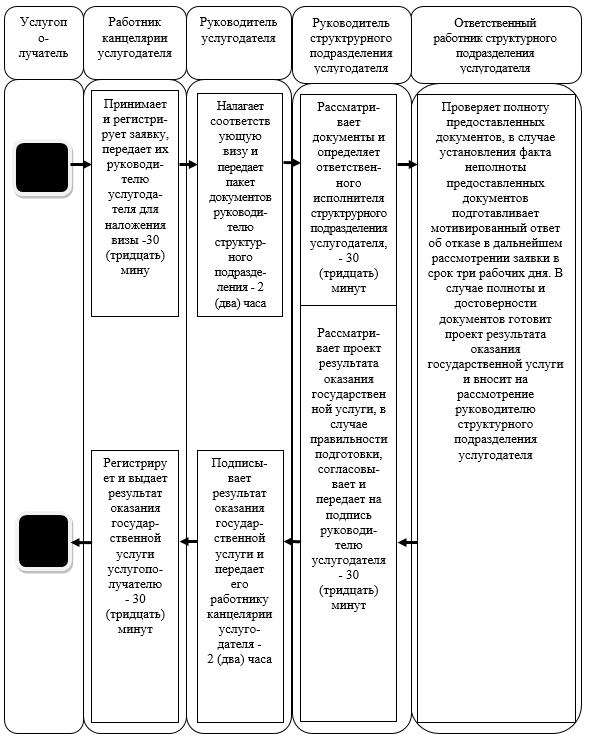 Услугоп
о-
лучатель
Работник
канцелярии
услугодателя
Руководитель
услугодателя
Руководитель
структрурного
подразделения
услугодателя
Ответственный
работник структурного
подразделения
услугодателя
Принимает
и регистри-
рует заявку,
передает их
руководи-
телю
услугода-
теля для
наложения
визы -30
(тридцать)
мину
Налагает
соответств
ующую
визу и
передает
пакет
документов
руководи-
телю
структур-
ного
подразде-
ления - 2
(два) часа
Рассматри-
вает
документы и
определяет
ответствен-
ного
исполнителя
структрурного
подразделения
услугодателя,
- 30
(тридцать)
минут
Проверяет полноту
предоставленных
документов, в случае
установления факта
неполноты
предоставленных
документов
подготавливает
мотивированный ответ
об отказе в дальнейшем
рассмотрении заявки в
срок три рабочих дня. В
случае полноты и
достоверности
документов готовит
проект результата
оказания
государственной услуги
и вносит на
рассмотрение
руководителю
структурного
подразделения
услугодателя
Рассматри-
вает проект
результата
оказания
государствен
ной услуги, в
случае
правильности
подготовки,
согласовы-
вает и
передает на
подпись
руководи-
телю
услугодателя
- 30
(тридцать)
минут
Подписы-
вает
результат
оказания
государ-
ственной
услуги и
передает
его
работнику
канцелярии
услуго-
дателя -
2 (два) часа
Регистриру
ет и выдает
результат
оказания
государ-
ственной
услуги
услугопо-
лучателю
- 30
(тридцать)
минут